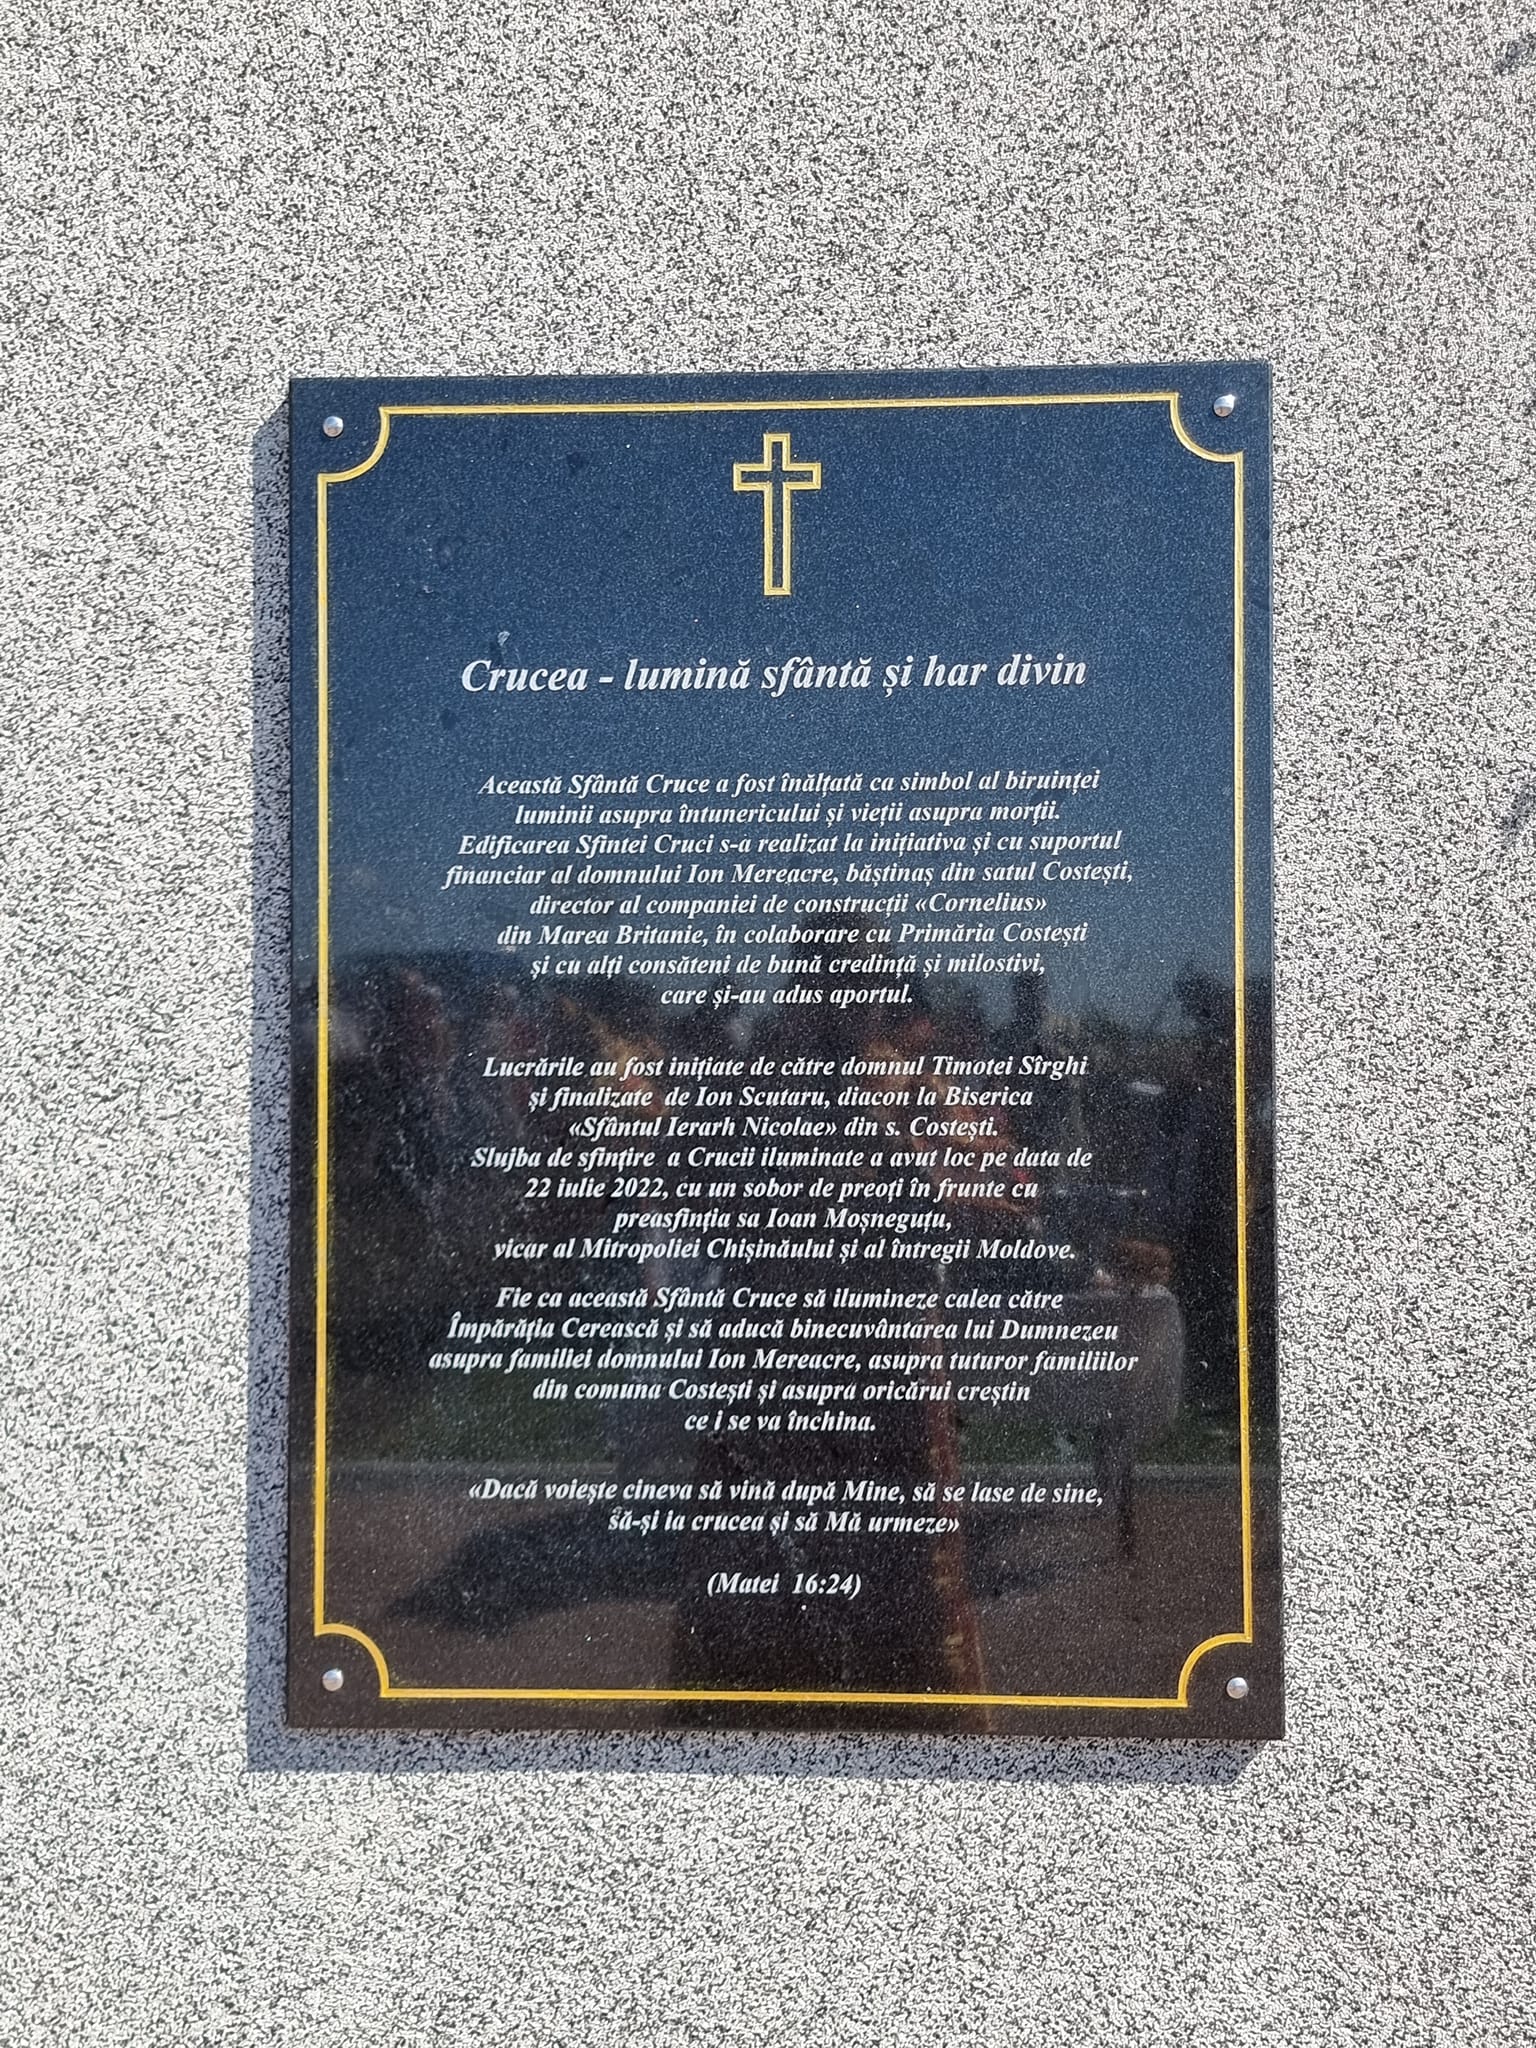 Crucea - lumină sfântă și har divin
Această Sfântă Cruce a fost înălțată ca simbol al biruinței
luminii asupra întunericului și vieții asupra morții.
Edificarea Sfintei Cruci s-a realizat la inițiativa și cu suportul
financiar al domnului Ion Mereacre, băștinaș din satul Costești,
director al companiei de construcții «Cornelius»
din Marea Britanie, în colaborare cu Primăria Costești
și cu alți consăteni de bună credință și milostivi,
care și-au adus aportul.
Lucrările au fost inițiate de către domnul Timotei Sîrghi
și finalizate de Ion Scutaru, diacon la Biserica
«Sfântul Ierarh Nicolae» din s. Costești.
Slujba de sfințire a Crucii iluminate a avut loc pe data de
22 iulie 2022, cu un sobor de preoți în frunte cu
preasfinția sa Ioan Moșneguțu,
vicar al Mitropoliei Chișinăului și al întregii Moldove.
Fie ca această Sfântă Cruce să ilumineze calea către
Împărăția Cerească și să aducă binecuvântarea lui Dumnezeu
asupra familiei domnului Ion Mereacre, asupra tuturor familiilor
din comuna Costești și asupra oricărui creștin
ce i se va închina.
«Dacă voiește cineva să vină după Mine, să se lase de sine,
să-și ia crucea și să Mă urmeze»
(Matei 16:24)